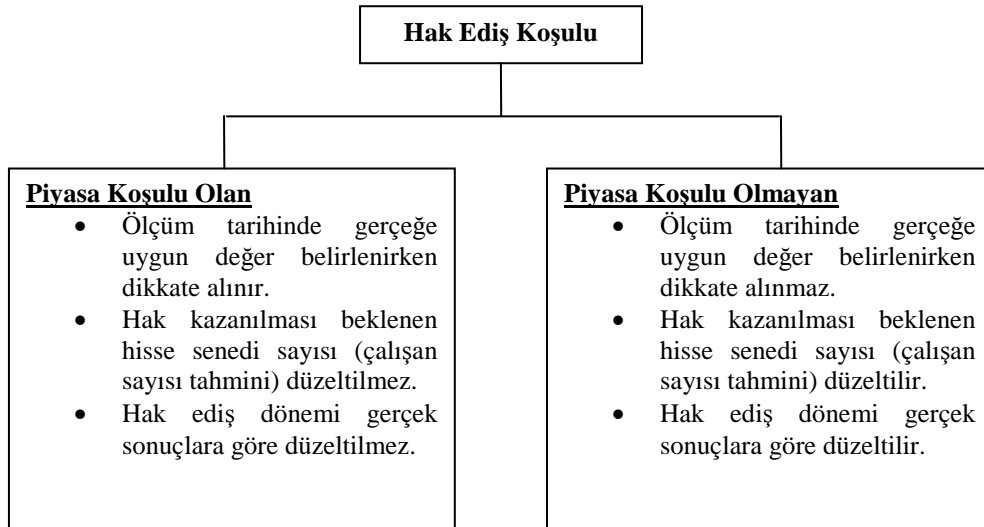 Hak Ediş Koşulu
Piyasa Koşulu Olan
• Ölçüm tarihinde gerçeğe
uygun değer belirlenirken
dikkate alınır.
• Hak kazanılması beklenen
hisse senedi sayısı (çalışan
sayısı tahmini) düzeltilmez.
• Hak ediş dönemi gerçek
sonuçlara göre düzeltilmez.
Piyasa Koşulu Olmayan
• Ölçüm tarihinde gerçeğe
uygun değer belirlenirken
dikkate alınmaz.
• Hak kazanılması beklenen
hisse senedi sayısı (çalışan
sayısı tahmini) düzeltilir.
• Hak ediş dönemi gerçek
sonuçlara göre düzeltilir.